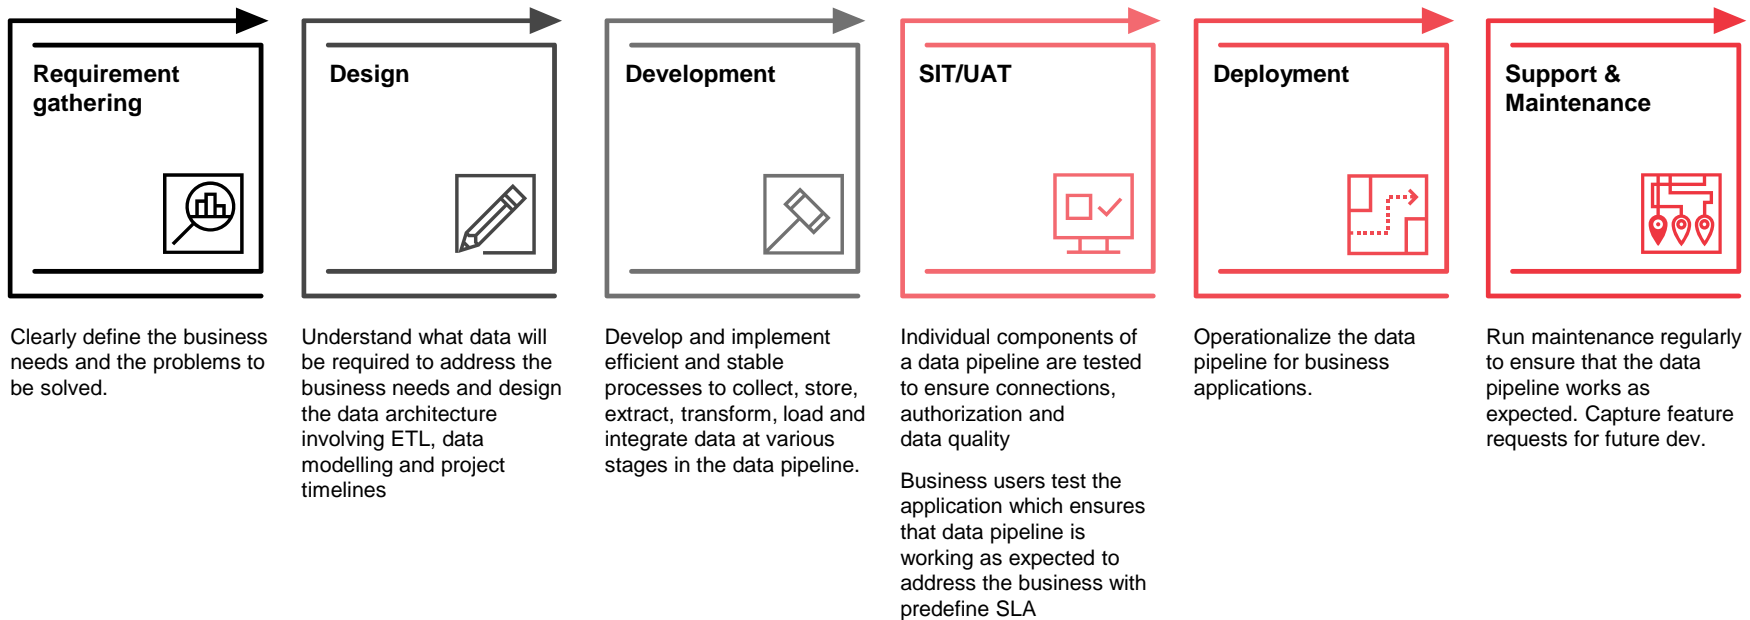 Requirement
gathering
Clearly define the business
needs and the problems to
be solved.
Design
Understand what data will
be required to address the
business needs and design
the data architecture
involving ETL, data
modelling and project
timelines
Development
Develop and implement
efficient and stable
processes to collect, store,
extract, transform, load and
integrate data at various
stages in the data pipeline.
SIT/UAT
Individual components of
a data pipeline are tested
to ensure connections,
authorization and
data quality
Business users test the
application which ensures
that data pipeline is
working as expected to
address the business with
predefine SLA
Deployment
Operationalize the data
pipeline for business
applications.
Support &
Maintenance
Run maintenance regularly
to ensure that the data
pipeline works as
expected. Capture feature
requests for future dev.